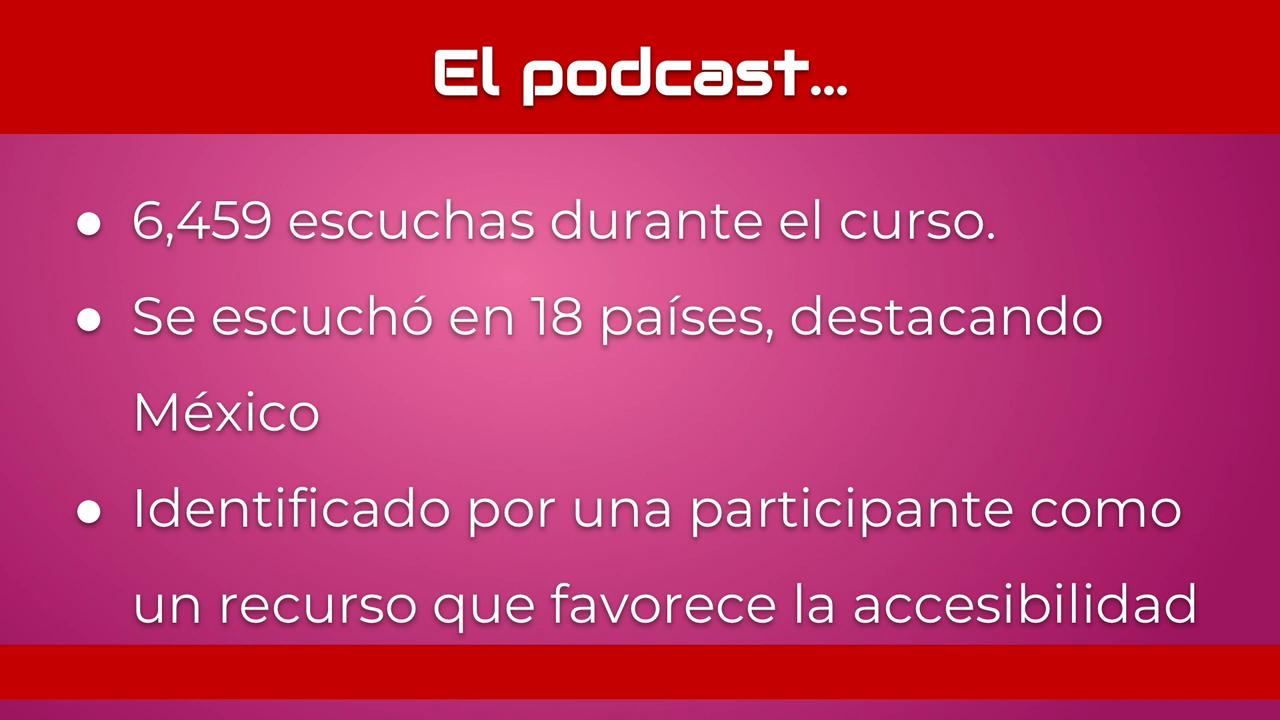 El podcast...
● 6,459 escuchas durante el curso.
● Se escuchó en 18 países, destacando
México
● Identificado por una participante como
un recurso que favorece la accesibilidad